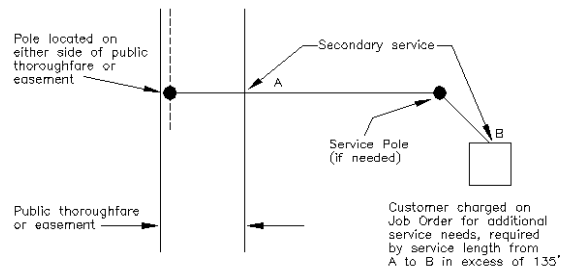 Pole located on
either side of public
thoroughfare or
easement
Secondary service
A
Service Pole
(if needed)
B
Public thoroughfare
or easement
Customer charged on
Job Order for additional
service needs, required
by service length from
A to B in excess of 135'